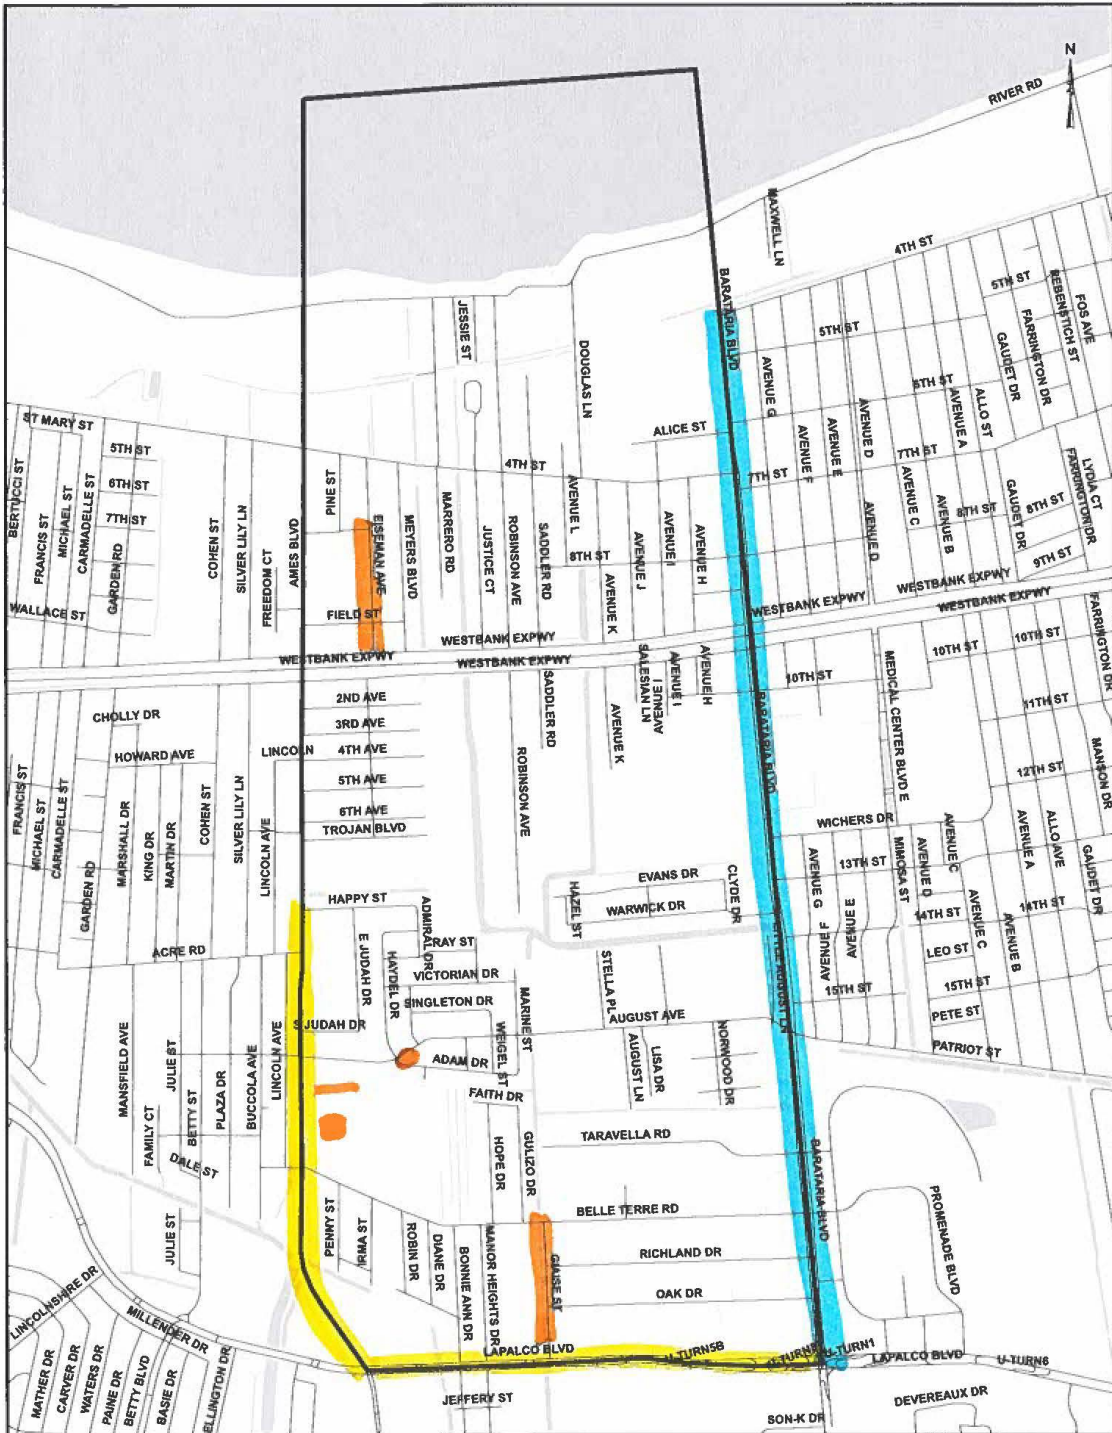 N
RIVER RD
MAXWELL LN
4TH ST
BARATARIA BLVD
5TH ST
REBENSTICH ST
FOS AVE
JESSIE ST
5TH ST
FARRINGTON DR
GAUDET DR
DOUGLAS LN
AVENUE G
6TH ST
ALLO ST
AVENUE A
AVENUE D
AVENUE E
AVENUE F
ST MARY ST
ALICE ST
5TH ST
7TH ST
4TH ST
7TH ST
LYDIA CT
FARRINGTON DR
BERTUCCI ST
6TH ST
PINE ST
AVENUE L
AVENUE C
GAUDET DR
8TH ST
MICHAEL ST
CARMADELLE ST
7TH ST
EISEMAN AVE
MEYERS BLVD
MARRERO RD
ROBINSON AVE
SADDLER RD
AVENUE I
AVENUE D
AVENUE B
8TH ST
FRANCIS ST
COHEN ST
SILVER LILY LN
AMES BLVD
JUSTICE CT
8TH ST
AVENUE J
AVENUE H
9TH ST
GARDEN RD
FREEDOM CT
AVENUE K
WESTBANK EXPWY
WALLACE ST
FIELD ST
WESTBANK EXPWY
WESTBANK EXPWY
WESTBANK EXPWY
WESTBANK EXPWY
WESTBANK EXPWY
FARRINGTON DR
10TH ST
10TH ST
SALESIAN LN
AVENUE I
AVENUE I
AVENUE H
10TH ST
MEDICAL CENTER BLVD E
2ND AVE
SADDLER RD
AVENUE K
11TH ST
CHOLLY DR
3RD AVE
BARATARIA BLVD
HOWARD AVE
LINCOLN
4TH AVE
ROBINSON AVE
MANSON DR
5TH AVE
12TH ST
FRANCIS ST
MICHAEL ST
CARMADELLE ST
MARSHALL DR
KING DR
MARTIN DR
COHEN ST
SILVER LILY LN
6TH AVE
TROJAN BLVD
WICHERS DR
AVENUE A
ALLO AVE
LINCOLN AVE
AVENUE C
GARDEN RD
EVANS DR
CLYDE DR
AVENUE G
13TH ST
MIMOSA ST
AVENUE D
GAUDET DR
HAPPY ST
HAZEL ST
WARWICK DR
14TH ST
14TH ST
ADMIRAL DR
AVENUE F
AVENUE E
AVENUE C
AVENUE B
ACRE RD
E JUDAH DR
HAYDEL DR
RAY ST
LEO ST
VICTORIAN DR
STELLA PL
15TH ST
15TH ST
SINGLETON DR
MARINE ST
AUGUST AVE
PETE ST
S JUDAH DR
WEIGEL ST
NORWOOD DR
PATRIOT ST
MANSFIELD AVE
JULIE ST
LINCOLN AVE
ADAM DR
LISA DR
AUGUST LN
PLAZA DR
BUCCOLA AVE
FAITH DR
BETTY ST
FAMILY CT
HOPE DR
GULIZO DR
TARAVELLA RD
DALE ST
BARATARIA BLVD
PROMENADE BLVD
JULIE ST
PENNY ST
IRMA ST
BELLE TERRE RD
ROBIN DR
DIANE DR
BONNIE ANN DR
MANOR HEIGHTS DR
RICHLAND DR
LINCOLNSHIRE DR
GIUSE ST
OAK DR
MILLENDER DR
LAPALCO BLVD
U-TURN5B
U-TURN1
LAPALCO BLVD
U-TURN6
MATHER DR
CARVER DR
WATERS DR
PAINE DR
BETTY BLVD
BASIE DR
ELLINGTON DR
JEFFERY ST
DEVEREAUX DR
SON-K DR